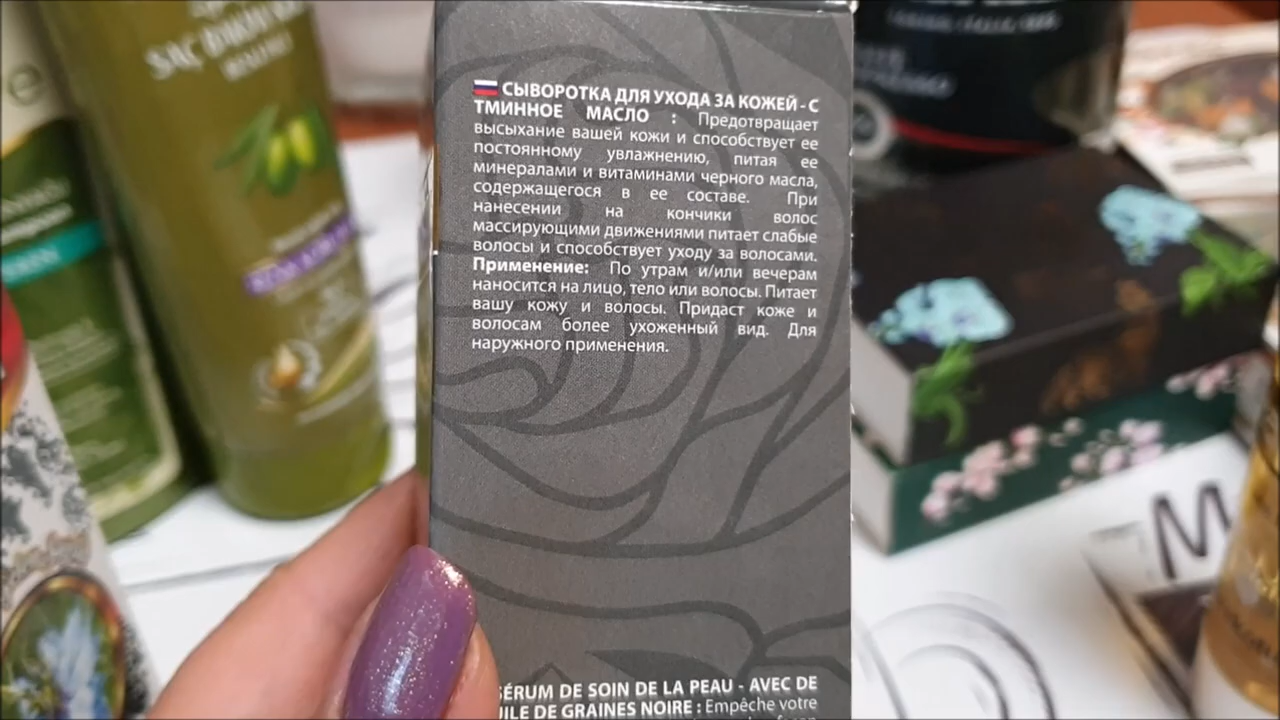 СЫВОРОТКА ДЛЯ УХОДА ЗА КОЖЕЙ - С
ТМИННОЕ МАСЛО : Предотвращает
высыхание вашей кожи и способствует ее
постоянному увлажнению, питая ее
минералами и витаминами черного масла,
содержащегося в ее составе. При
нанесении на кончики волос
массирующими движениями питает слабые
волосы и способствует уходу за волосами.
Применение: По утрам и/или вечерам
наносится на лицо, тело или волосы. Питает
вашу кожу и волосы. Придаст коже и
волосам более ухоженный вид. Для
наружного применения.
SÉRUM DE SOIN DE LA PEAU - AVEC DE
UILE DE GRAINES NOIRE : Empêche votre
SAÇ
M